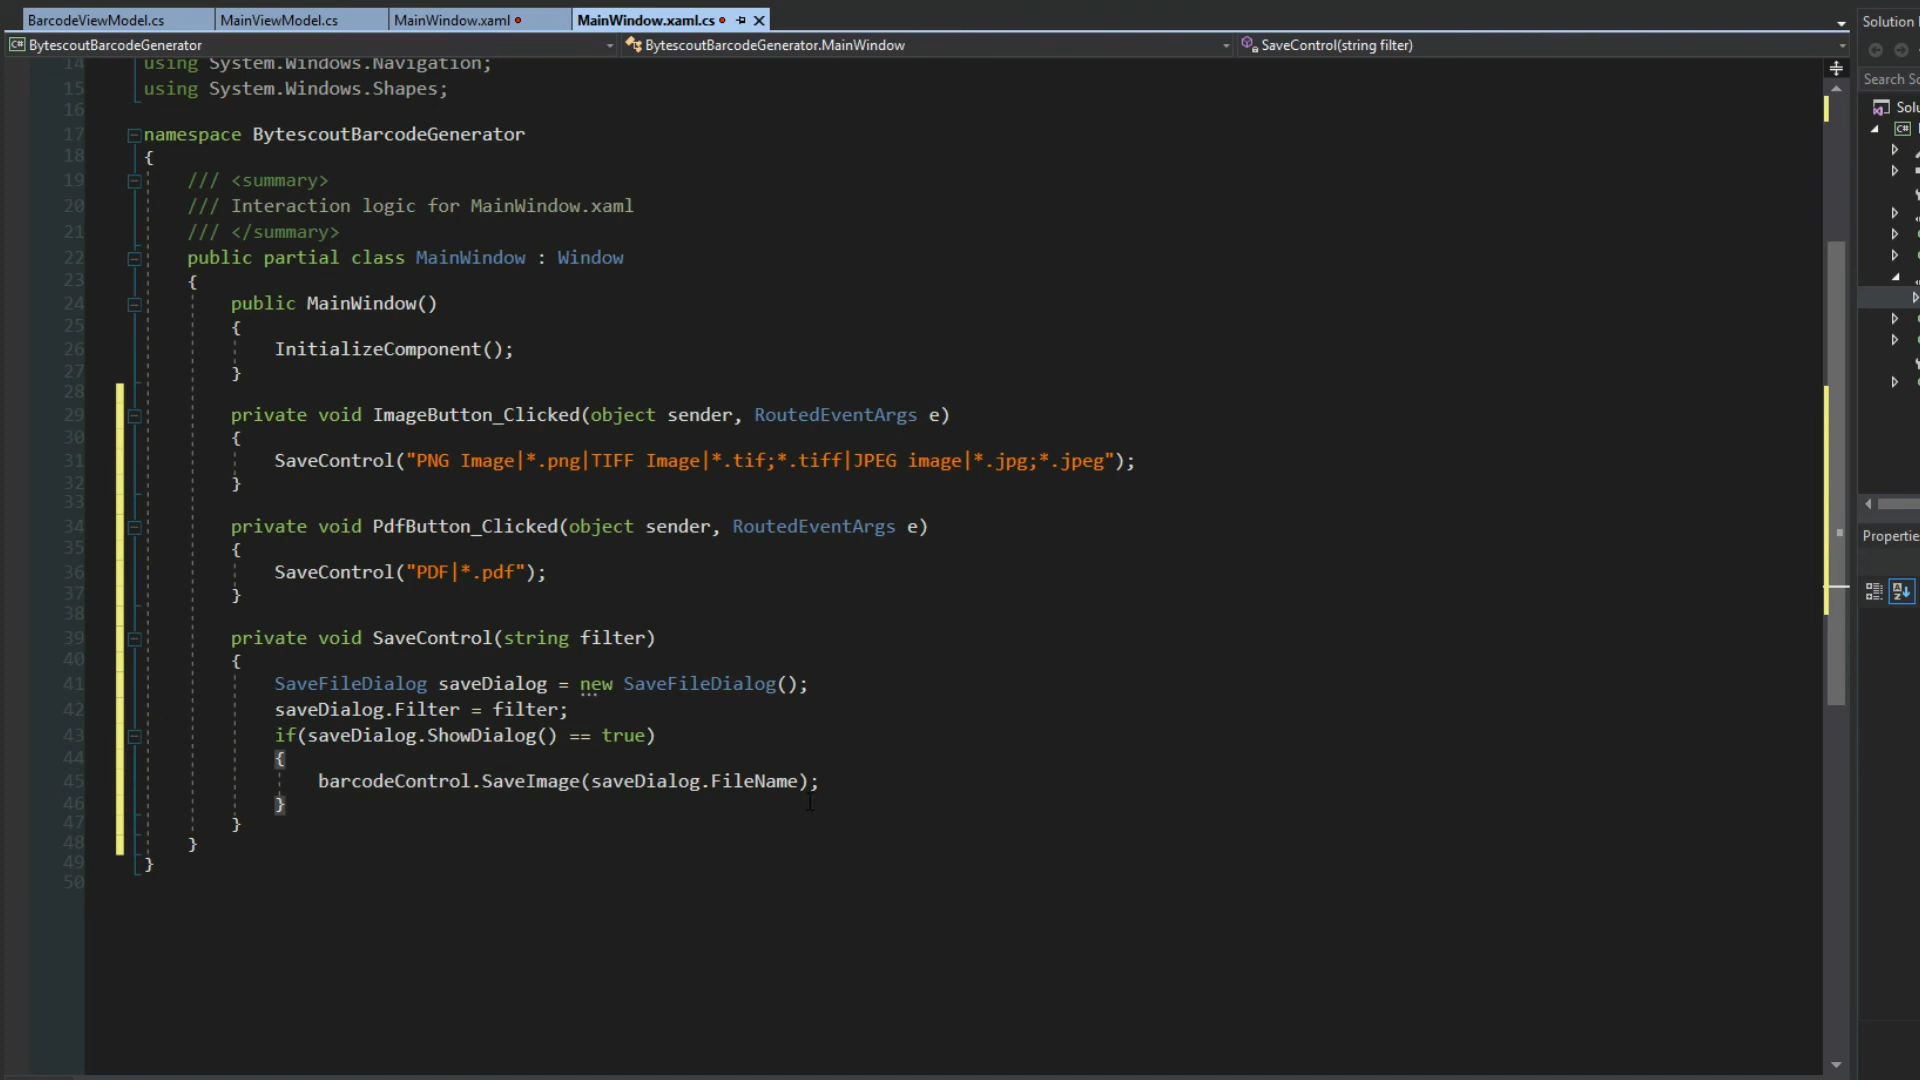 BarcodeViewModel.cs MainViewModel.cs MainWindow.xaml MainWindow.xaml.cs
Solution
BytescoutBarcodeGenerator BytescoutBarcodeGenerator.MainWindow SaveControl(string filter)
Search So
14 using System.Windows.Navigation;
15 using System.Windows.Shapes;
16
17 namespace BytescoutBarcodeGenerator
18 {
19 /// <summary>
20 /// Interaction logic for MainWindow.xaml
21 /// </summary>
22 public partial class MainWindow : Window
23 {
24 public MainWindow()
25 {
26 InitializeComponent();
27 }
28
29 private void ImageButton_Clicked(object sender, RoutedEventArgs e)
30 {
31 SaveControl("PNG Image|*.png|TIFF Image|*.tif;*.tiff|JPEG image|*.jpg;*.jpeg");
32 }
33
34 private void PdfButton_Clicked(object sender, RoutedEventArgs e)
35 {
36 SaveControl("PDF|*.pdf");
37 }
38
39 private void SaveControl(string filter)
40 {
41 SaveFileDialog saveDialog = new SaveFileDialog();
42 saveDialog.Filter = filter;
43 if(saveDialog.ShowDialog() == true)
44 {
45 barcodeControl.SaveImage(saveDialog.FileName);
46 }
47 }
48 }
49 }
50
Solu
C#
Propertie